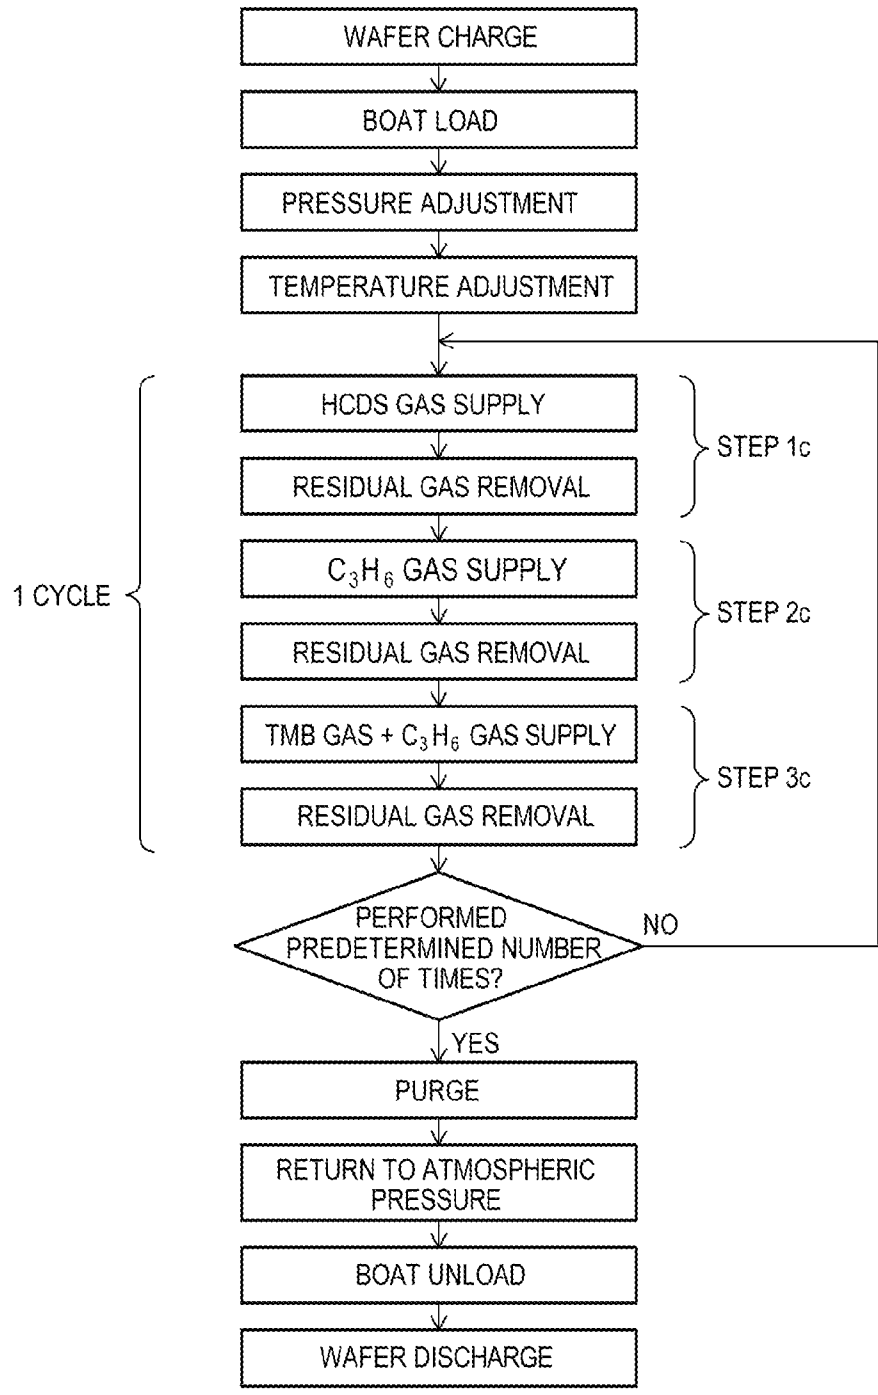 WAFER CHARGE
BOAT LOAD
PRESSURE ADJUSTMENT
TEMPERATURE ADJUSTMENT
HCDS GAS SUPPLY
STEP 1c
RESIDUAL GAS REMOVAL
C₃H₆ GAS SUPPLY
1 CYCLE
STEP 2c
RESIDUAL GAS REMOVAL
TMB GAS + C₃H₆ GAS SUPPLY
STEP 3c
RESIDUAL GAS REMOVAL
PERFORMED
PREDETERMINED NUMBER
OF TIMES?
NO
YES
PURGE
RETURN TO ATMOSPHERIC
PRESSURE
BOAT UNLOAD
WAFER DISCHARGE